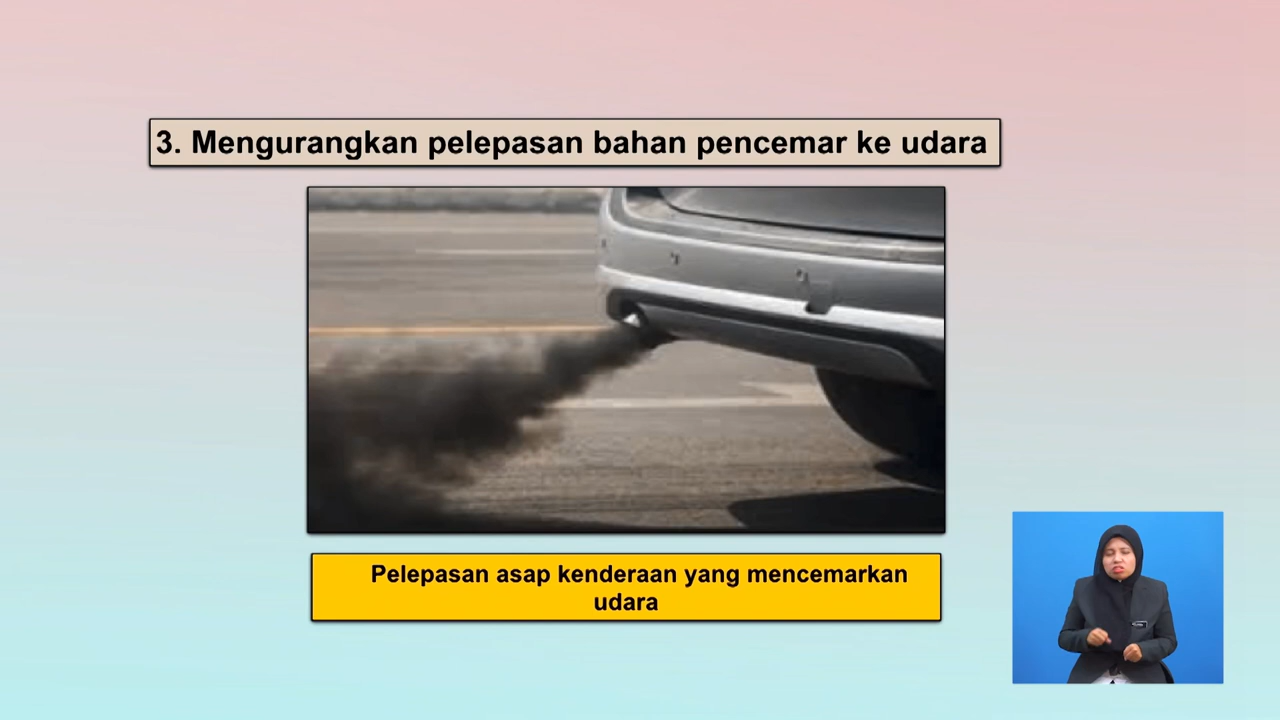 3. Mengurangkan pelepasan bahan pencemar ke udara
Pelepasan asap kenderaan yang mencemarkan
udara